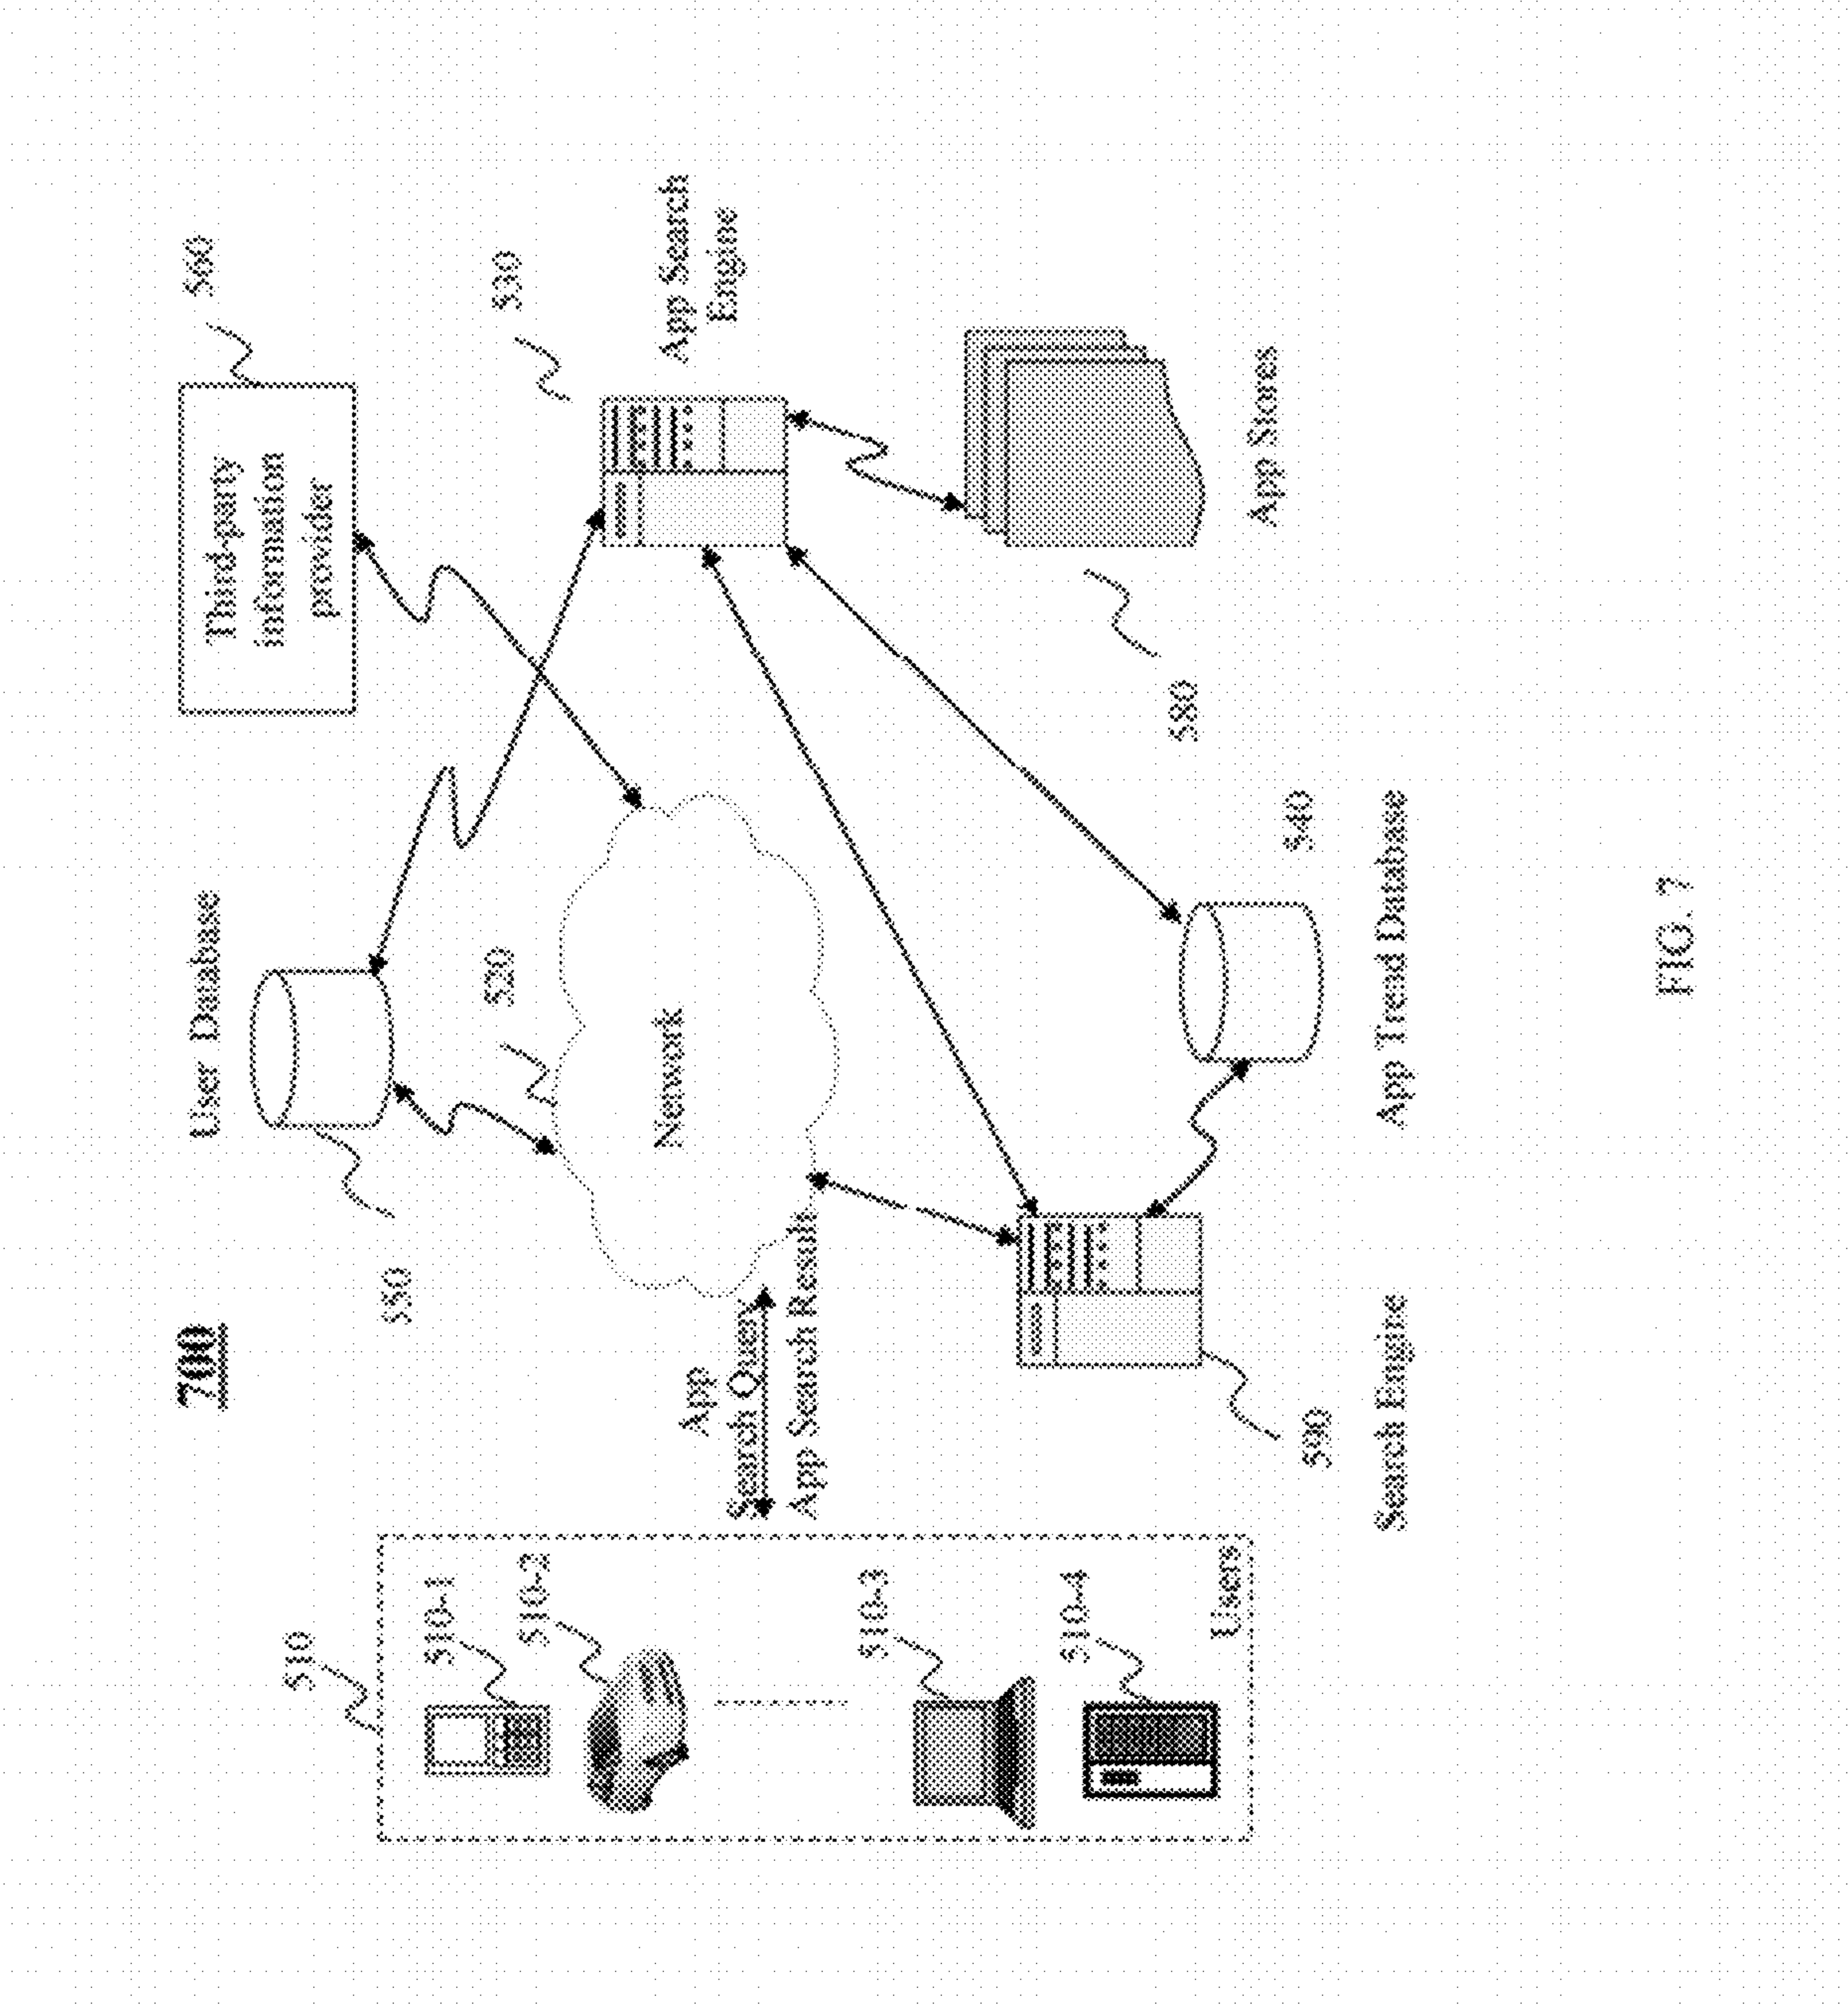 700
User Database
550
520
Network
Third-party
information
provider
560
530
App Search
Engine
App
Search Query
App Search Result
510
510-1
510-2
510-3
510-4
Users
590
Search Engine
540
App Tread Database
580
App Stores
FIG. 7